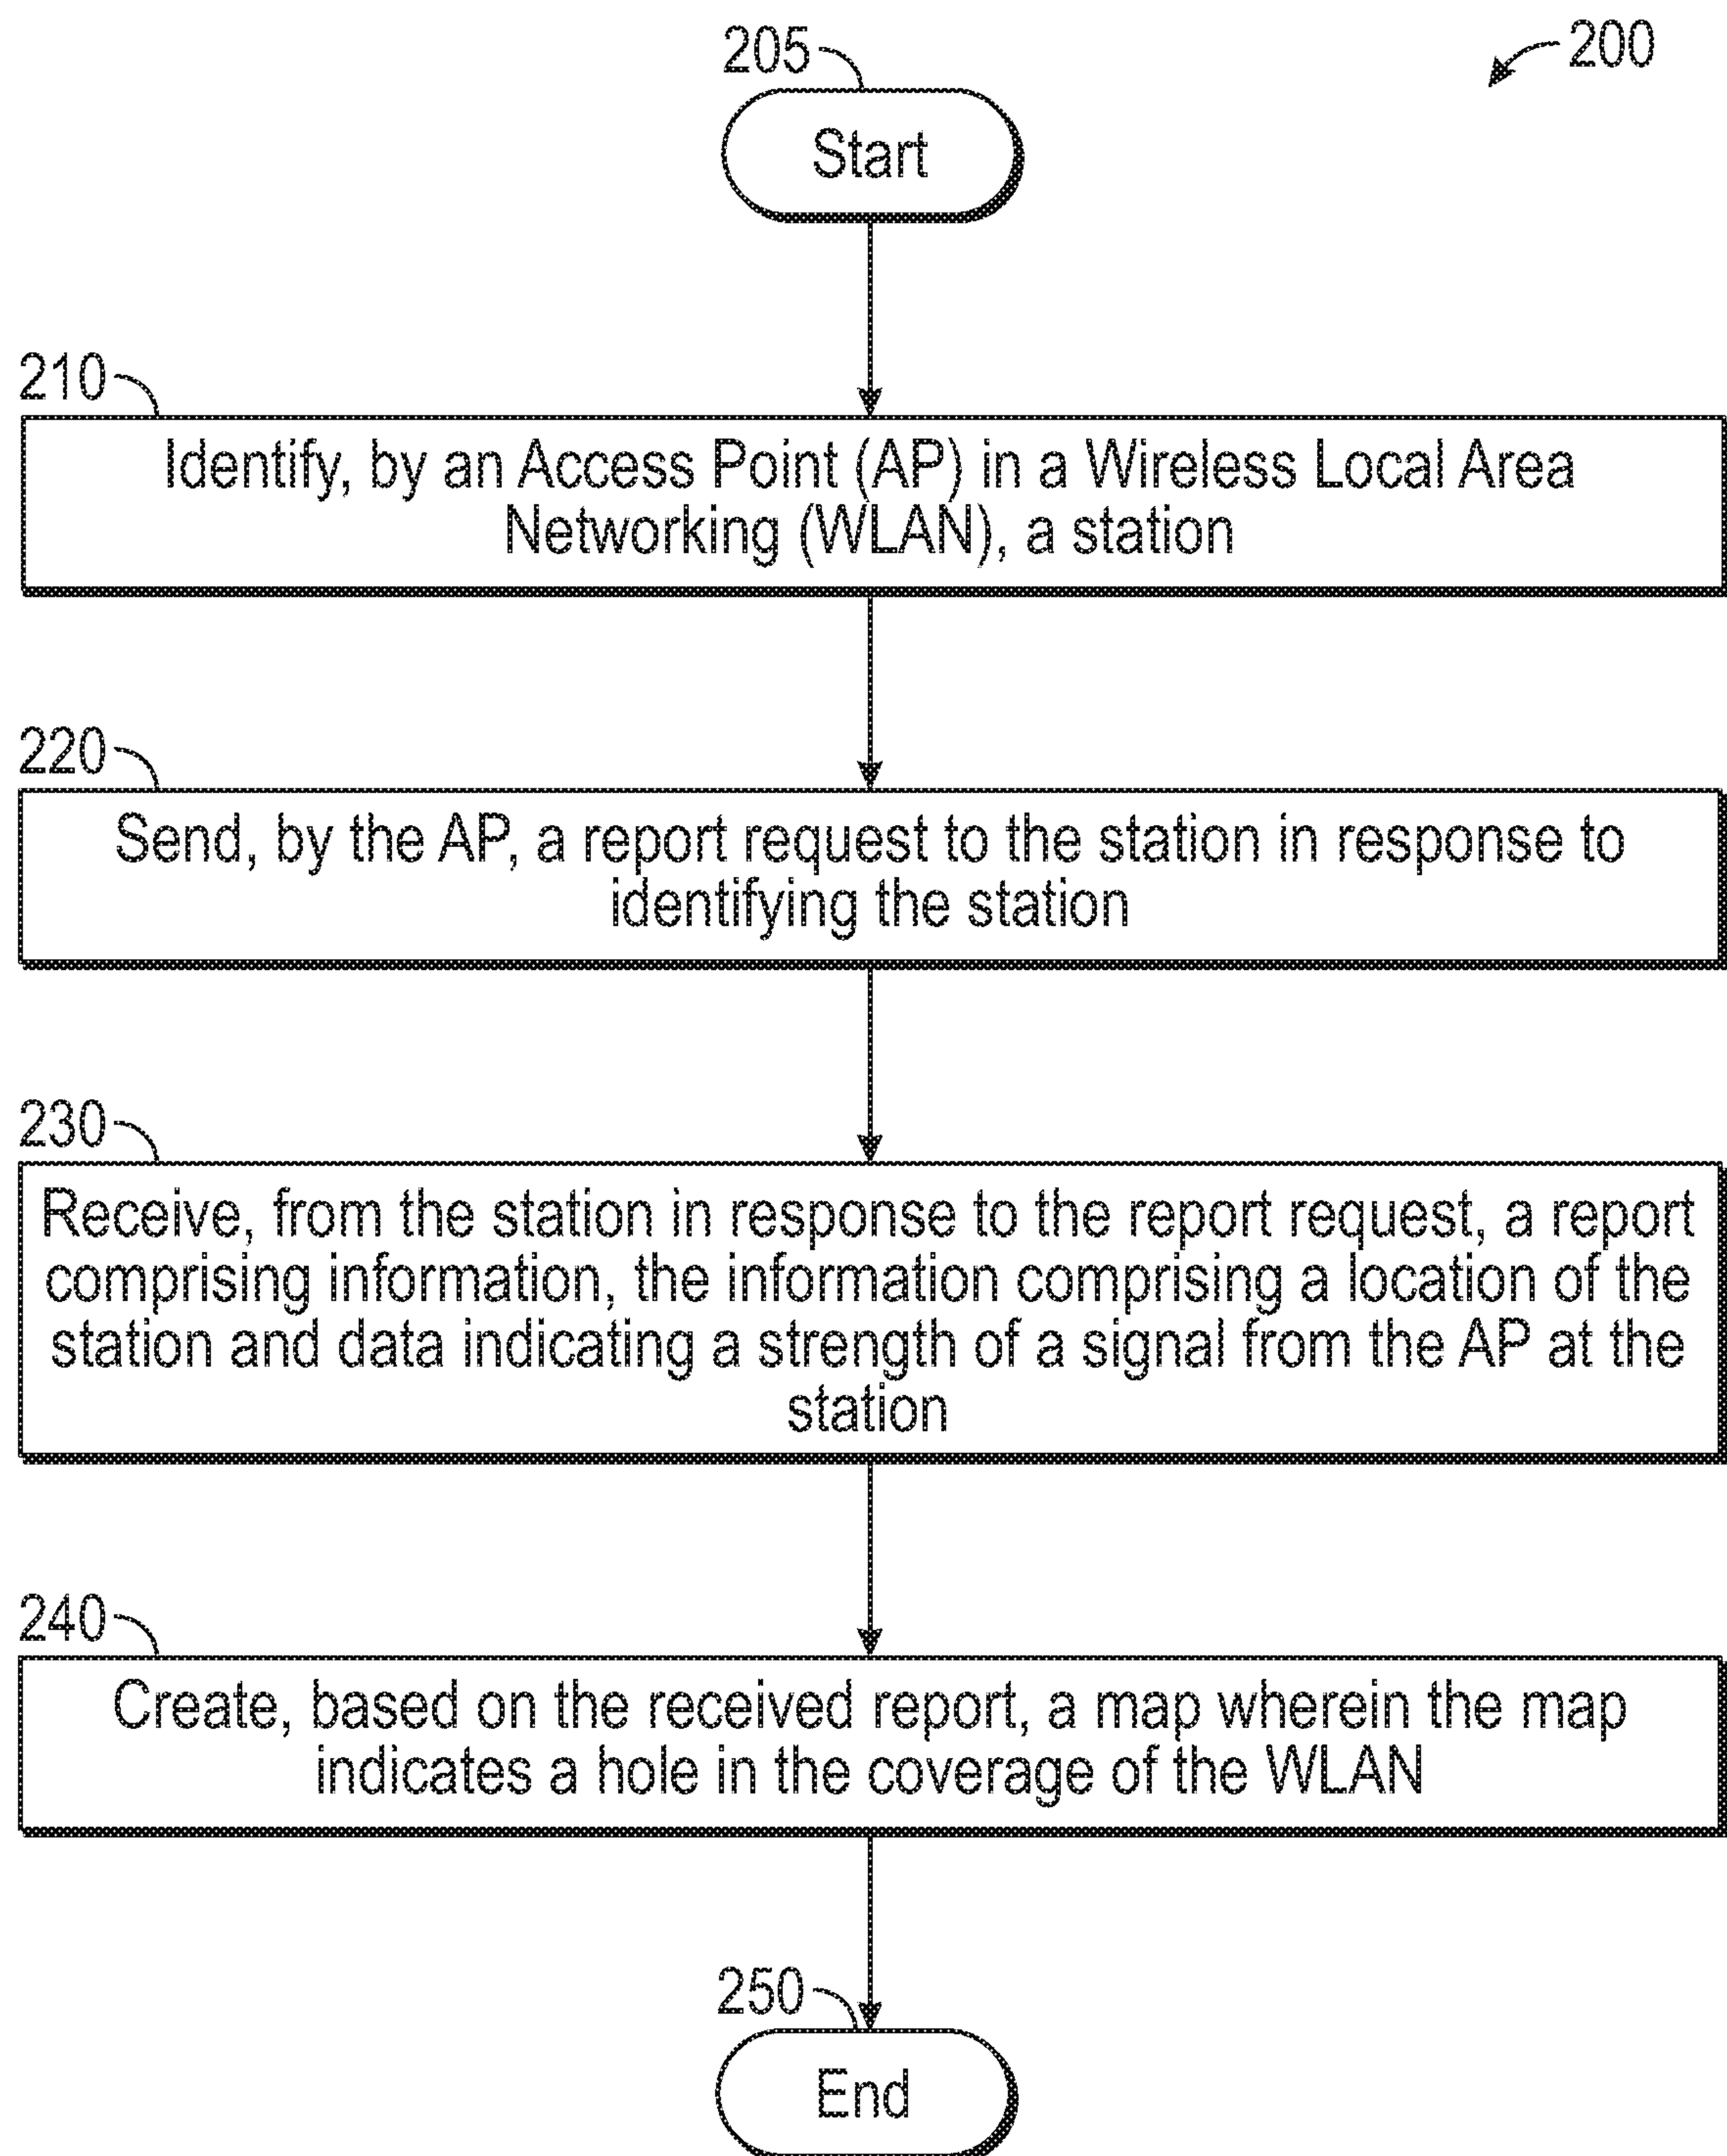 205
200
Start
210
Identify, by an Access Point (AP) in a Wireless Local Area
Networking (WLAN), a station
220
Send, by the AP, a report request to the station in response to
identifying the station
230
Receive, from the station in response to the report request, a report
comprising information, the information comprising a location of the
station and data indicating a strength of a signal from the AP at the
station
240
Create, based on the received report, a map wherein the map
indicates a hole in the coverage of the WLAN
250
End